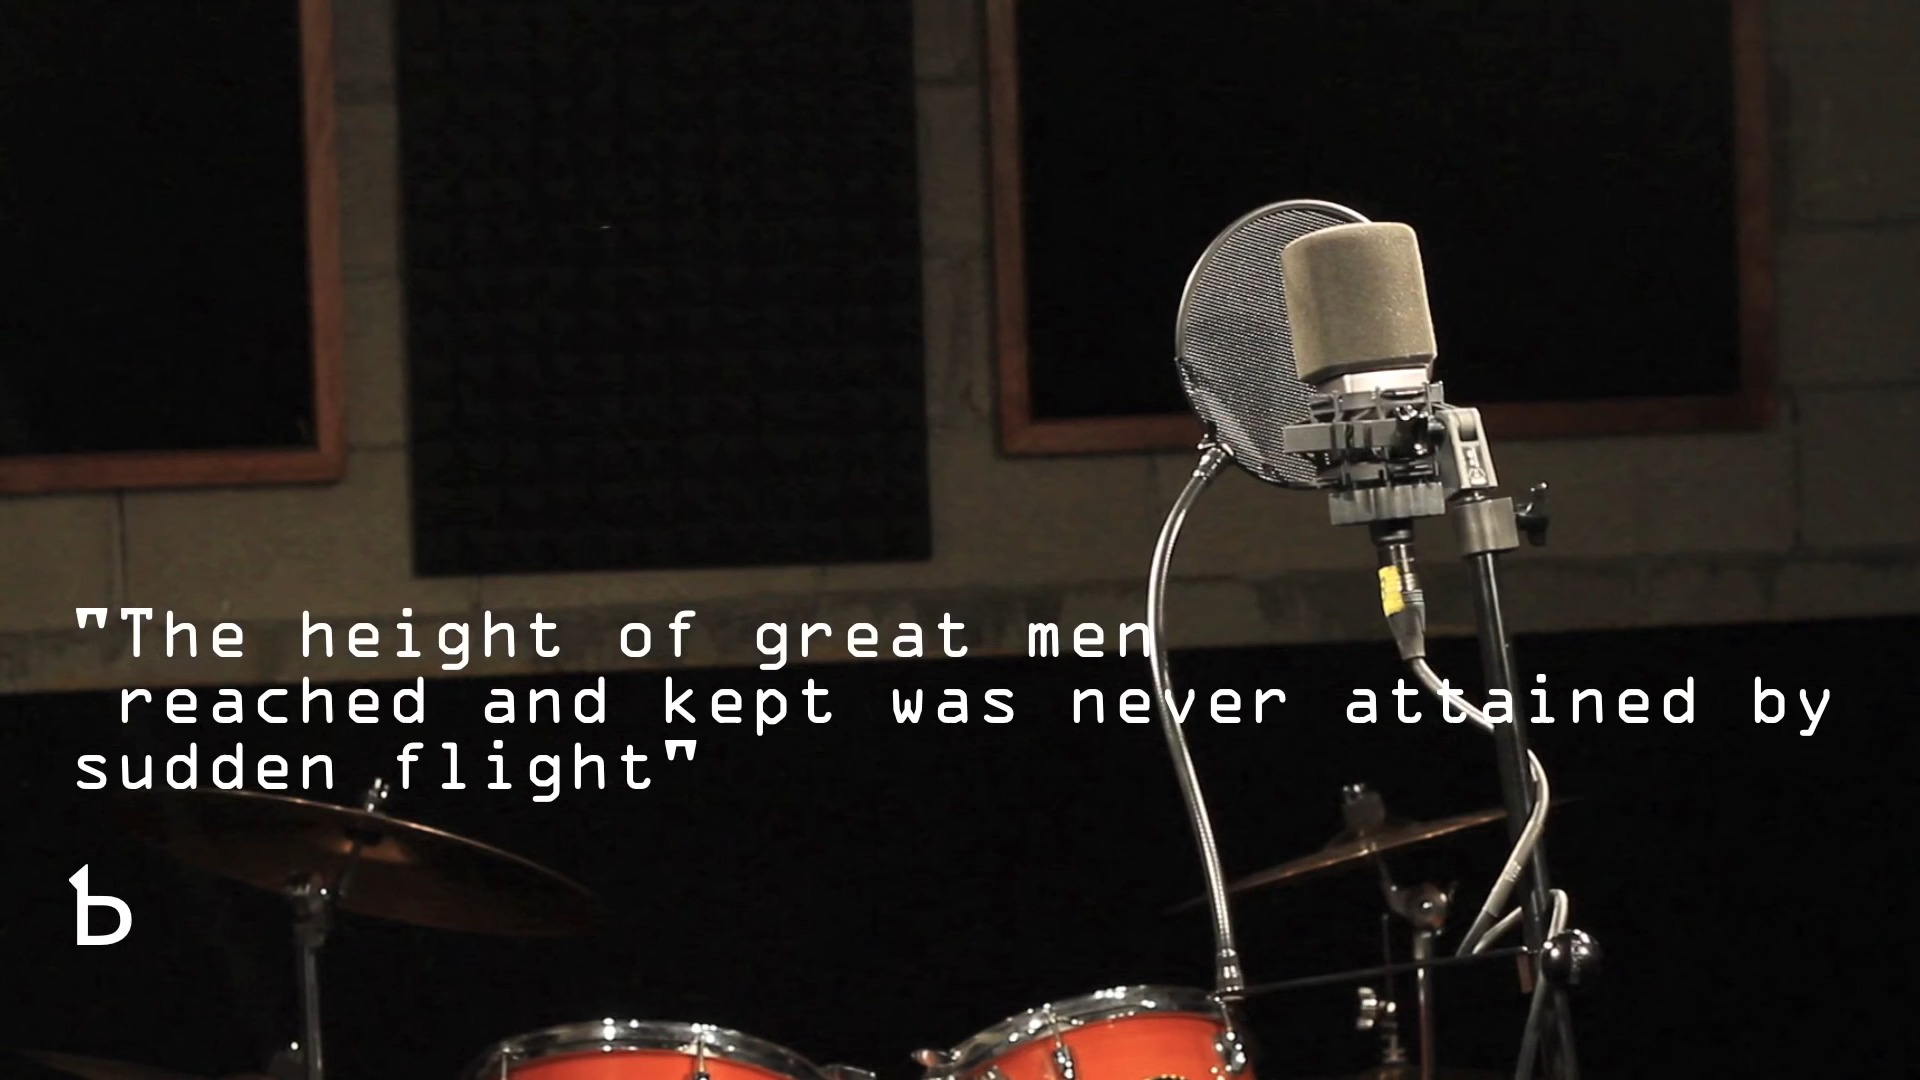 "The height of great men
reached and kept was never attained by
sudden flight"
b